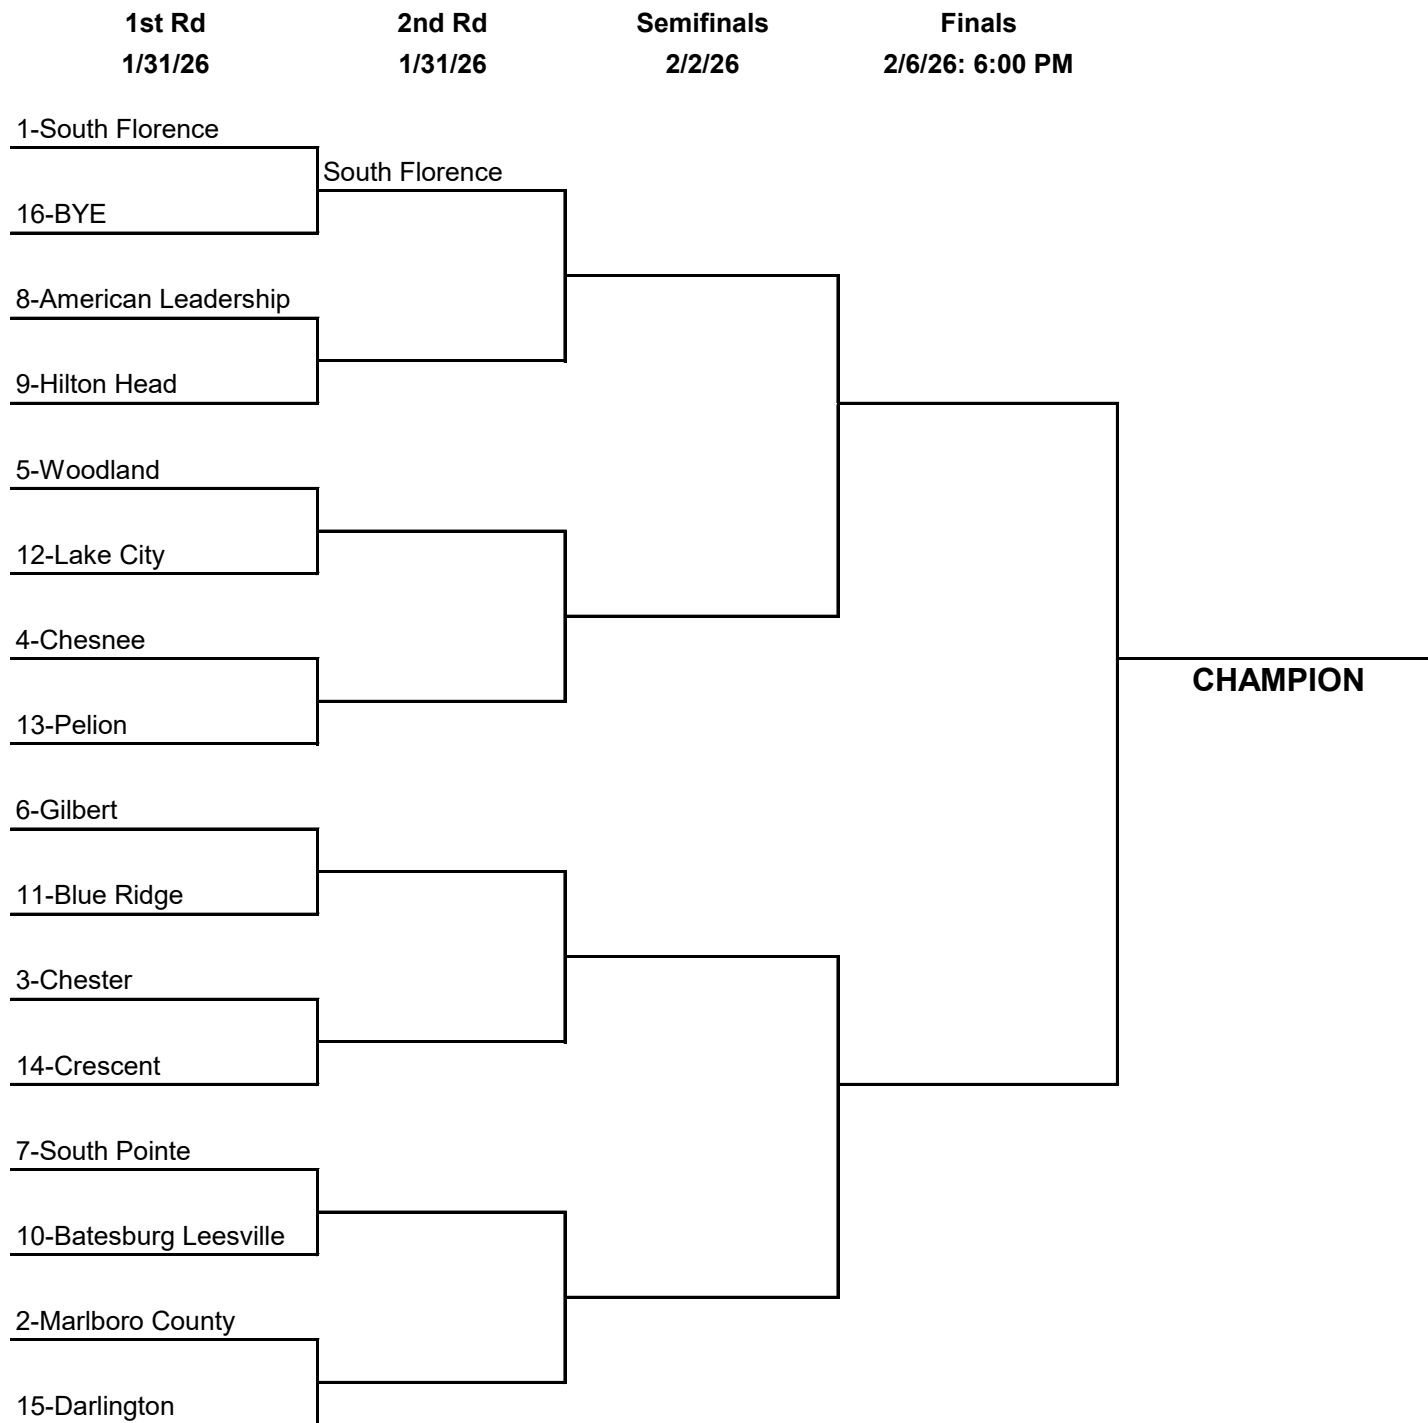 1st Rd 2nd Rd Semifinals Finals
1/31/26 1/31/26 2/2/26 2/6/26: 6:00 PM
1-South Florence
South Florence
16-BYE
8-American Leadership
9-Hilton Head
5-Woodland
12-Lake City
4-Chesnee
CHAMPION
13-Pelion
6-Gilbert
11-Blue Ridge
3-Chester
14-Crescent
7-South Pointe
10-Batesburg Leesville
2-Marlboro County
15-Darlington